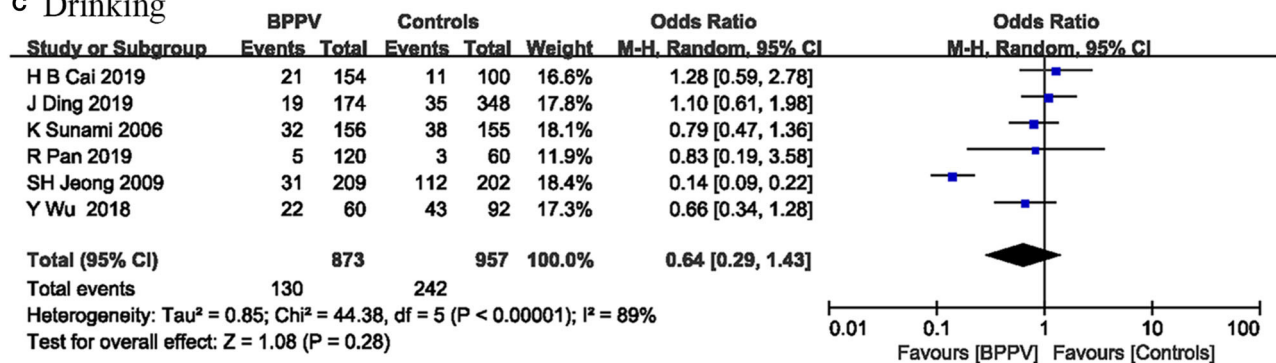 c Drinking
BPPV Controls Odds Ratio Odds Ratio
Study or Subgroup Events Total Events Total Weight M-H, Random, 95% CI M-H, Random, 95% CI
H B Cai 2019 21 154 11 100 16.6% 1.28 [0.59, 2.78]
J Ding 2019 19 174 35 348 17.8% 1.10 [0.61, 1.98]
K Sunami 2006 32 156 38 155 18.1% 0.79 [0.47, 1.36]
R Pan 2019 5 120 3 60 11.9% 0.83 [0.19, 3.58]
SH Jeong 2009 31 209 112 202 18.4% 0.14 [0.09, 0.22]
Y Wu 2018 22 60 43 92 17.3% 0.66 [0.34, 1.28]
Total (95% CI) 873 957 100.0% 0.64 [0.29, 1.43]
Total events 130 242
Heterogeneity: Tau² = 0.85; Chi² = 44.38, df = 5 (P < 0.00001); I² = 89%
Test for overall effect: Z = 1.08 (P = 0.28)
0.01 0.1 1 10 100
Favours [BPPV] Favours [Controls]